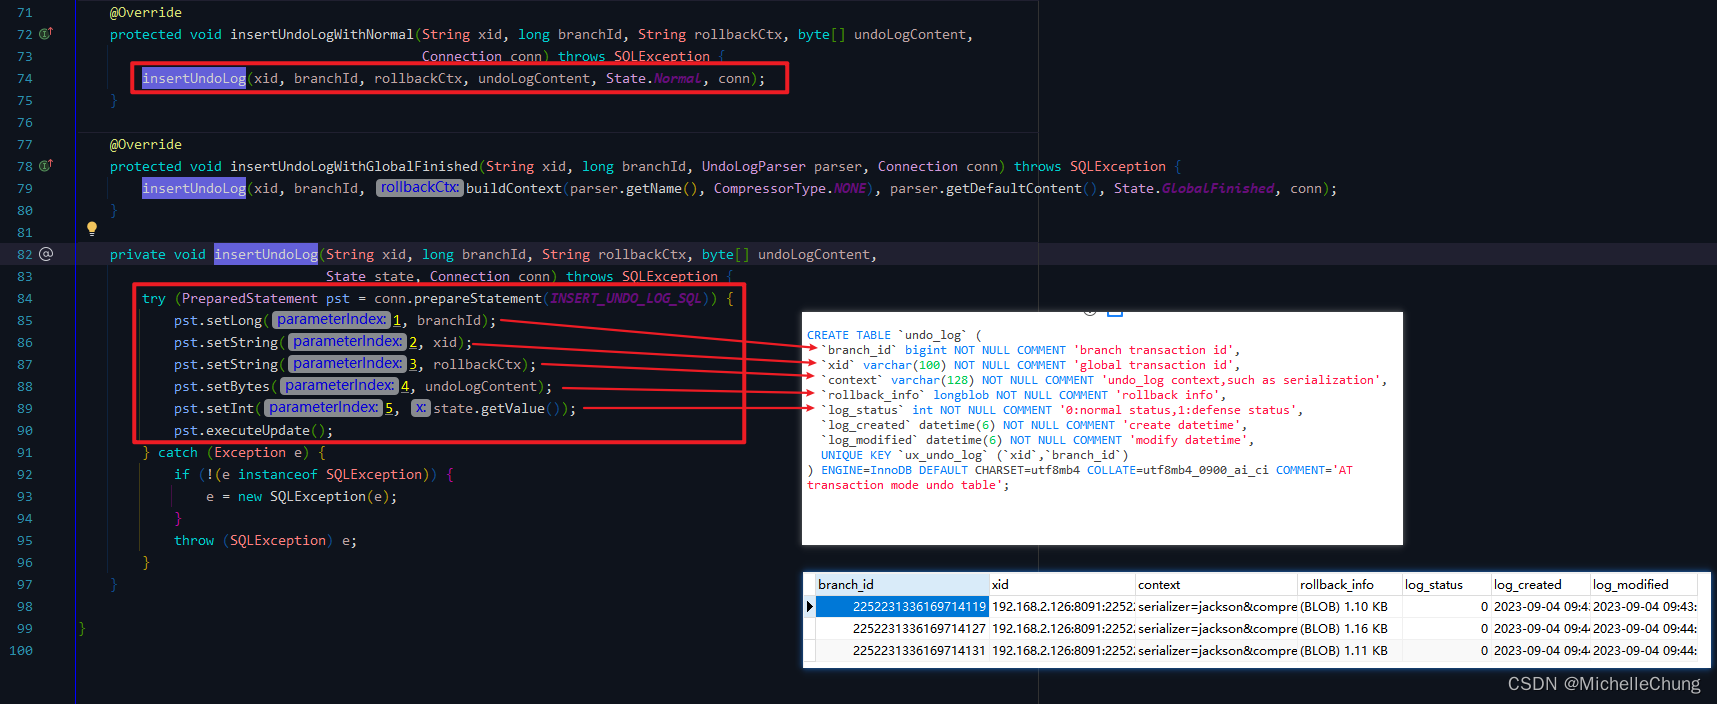 71 @Override
72 protected void insertUndoLogWithNormal(String xid, long branchId, String rollbackCtx, byte[] undoLogContent,
73 Connection conn) throws SQLException {
74 insertUndoLog(xid, branchId, rollbackCtx, undoLogContent, State.Normal, conn);
75 }
76
77 @Override
78 protected void insertUndoLogWithGlobalFinished(String xid, long branchId, UndoLogParser parser, Connection conn) throws SQLException {
79 insertUndoLog(xid, branchId, rollbackCtx: buildContext(parser.getName(), CompressorType.NONE), parser.getDefaultContent(), State.GlobalFinished, conn);
80 }
81
82 @ private void insertUndoLog(String xid, long branchId, String rollbackCtx, byte[] undoLogContent,
83 State state, Connection conn) throws SQLException {
84 try (PreparedStatement pst = conn.prepareStatement(INSERT_UNDO_LOG_SQL)) {
85 pst.setLong( parameterIndex: 1, branchId);
86 pst.setString( parameterIndex: 2, xid);
87 pst.setString( parameterIndex: 3, rollbackCtx);
88 pst.setBytes( parameterIndex: 4, undoLogContent);
89 pst.setInt( parameterIndex: 5, x: state.getValue());
90 pst.executeUpdate();
91 } catch (Exception e) {
92 if (!(e instanceof SQLException)) {
93 e = new SQLException(e);
94 }
95 throw (SQLException) e;
96 }
97 }
98
99 }
100
CREATE TABLE `undo_log` (
`branch_id` bigint NOT NULL COMMENT 'branch transaction id',
`xid` varchar(100) NOT NULL COMMENT 'global transaction id',
`context` varchar(128) NOT NULL COMMENT 'undo_log context,such as serialization',
`rollback_info` longblob NOT NULL COMMENT 'rollback info',
`log_status` int NOT NULL COMMENT '0:normal status,1:defense status',
`log_created` datetime(6) NOT NULL COMMENT 'create datetime',
`log_modified` datetime(6) NOT NULL COMMENT 'modify datetime',
UNIQUE KEY `ux_undo_log` (`xid`,`branch_id`)
) ENGINE=InnoDB DEFAULT CHARSET=utf8mb4 COLLATE=utf8mb4_0900_ai_ci COMMENT='AT
transaction mode undo table';
branch_id xid context rollback_info log_status log_created log_modified
2252231336169714119 192.168.2.126:8091:22522 serializer=jackson&compre (BLOB) 1.10 KB 0 2023-09-04 09:43 2023-09-04 09:43:
2252231336169714127 192.168.2.126:8091:22522 serializer=jackson&compre (BLOB) 1.16 KB 0 2023-09-04 09:44 2023-09-04 09:44:
2252231336169714131 192.168.2.126:8091:22522 serializer=jackson&compre (BLOB) 1.11 KB 0 2023-09-04 09:44 2023-09-04 09:44:
CSDN @MichelleChung